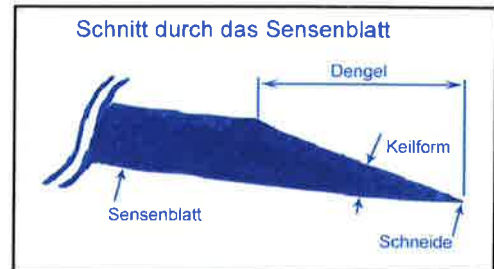 Schnitt durch das Sensenblatt
Dengel
Keilform
Sensenblatt
Schneide